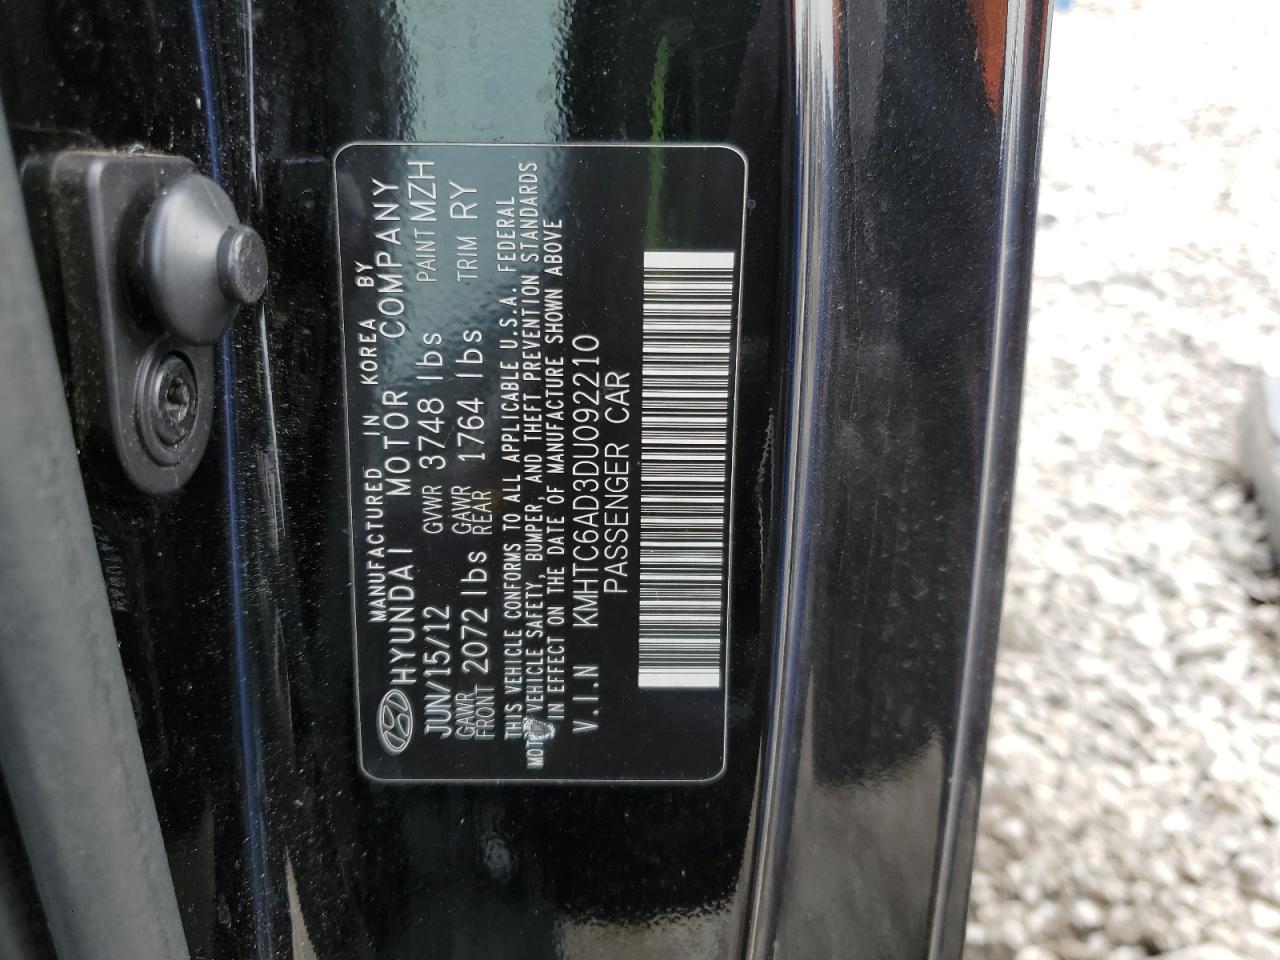 MANUFACTURED IN KOREA BY
HYUNDAI MOTOR COMPANY
JUN/15/12 GVWR 3748 lbs PAINT MZH
GAWR FRONT 2072 lbs GAWR REAR 1764 lbs TRIM RY
THIS VEHICLE CONFORMS TO ALL APPLICABLE U.S.A. FEDERAL
MOT VEHICLE SAFETY, BUMPER, AND THEFT PREVENTION STANDARDS
IN EFFECT ON THE DATE OF MANUFACTURE SHOWN ABOVE
V.I.N KMHTC6AD3DU092210
PASSENGER CAR